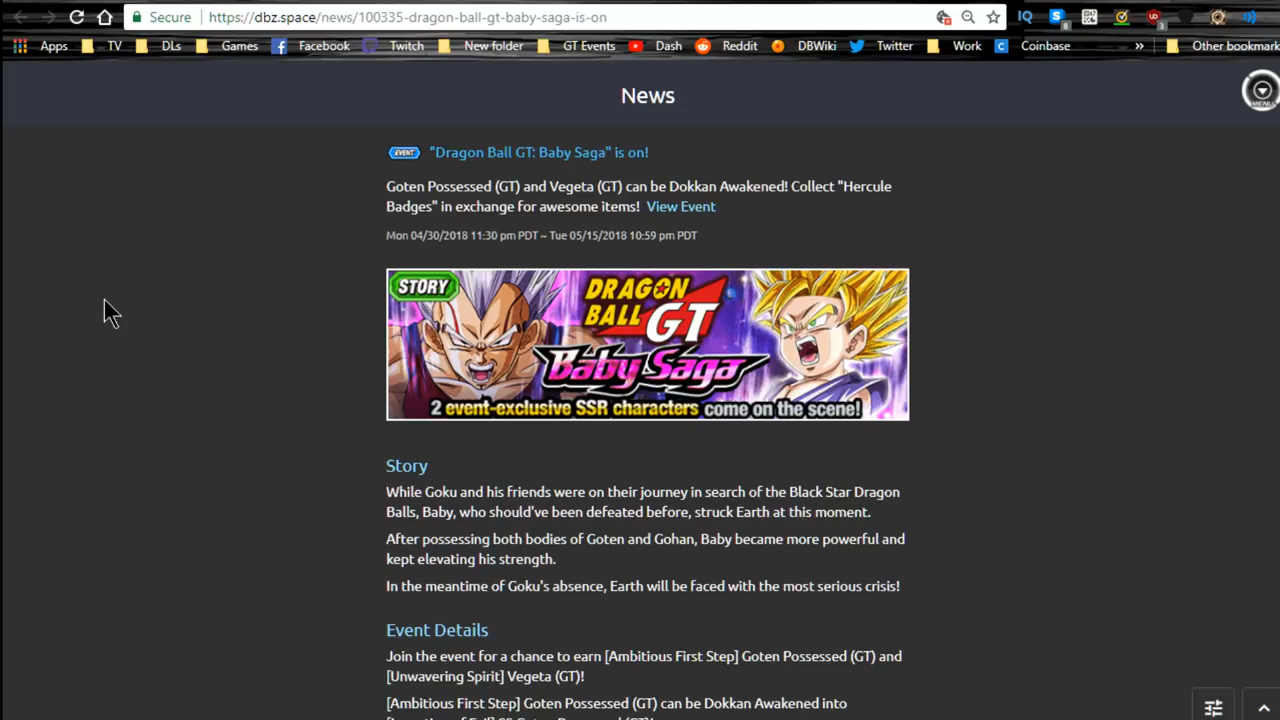 Secure https://dbz.space/news/100335-dragon-ball-gt-baby-saga-is-on
Apps TV DLs Games Facebook Twitch New folder GT Events Dash Reddit DBWiki Twitter Work Coinbase » Other bookmark
News
MENU
EVENT "Dragon Ball GT: Baby Saga" is on!
Goten Possessed (GT) and Vegeta (GT) can be Dokkan Awakened! Collect "Hercule
Badges" in exchange for awesome items! View Event
Mon 04/30/2018 11:30 pm PDT ~ Tue 05/15/2018 10:59 pm PDT
STORY
DRAGON
BALL GT
Baby Saga
2 event-exclusive SSR characters come on the scene!
Story
While Goku and his friends were on their journey in search of the Black Star Dragon
Balls, Baby, who should've been defeated before, struck Earth at this moment.
After possessing both bodies of Goten and Gohan, Baby became more powerful and
kept elevating his strength.
In the meantime of Goku's absence, Earth will be faced with the most serious crisis!
Event Details
Join the event for a chance to earn [Ambitious First Step] Goten Possessed (GT) and
[Unwavering Spirit] Vegeta (GT)!
[Ambitious First Step] Goten Possessed (GT) can be Dokkan Awakened into